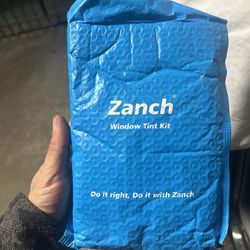 Zanch
Window Tint Kit
Do it right, Do it with Zanch